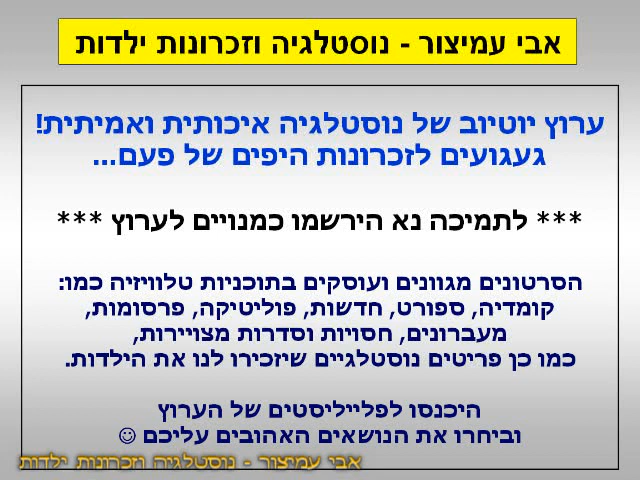 אבי עמיצור - נוסטלגיה וזכרונות ילדות
ערוץ יוטיוב של נוסטלגיה איכותית ואמיתית!
געגועים לזכרונות היפים של פעם...
*** לתמיכה נא הירשמו כמנויים לערוץ ***
הסרטונים מגוונים ועוסקים בתוכניות טלוויזיה כמו:
קומדיה, ספורט, חדשות, פוליטיקה, פרסומות,
מעברונים, חסויות וסדרות מצויירות,
כמו כן פריטים נוסטלגיים שיזכירו לנו את הילדות.
היכנסו לפלייליסטים של הערוץ
וביחרו את הנושאים האהובים עליכם ☺
אבי עמיצור - נוסטלגיה וזכרונות ילדות